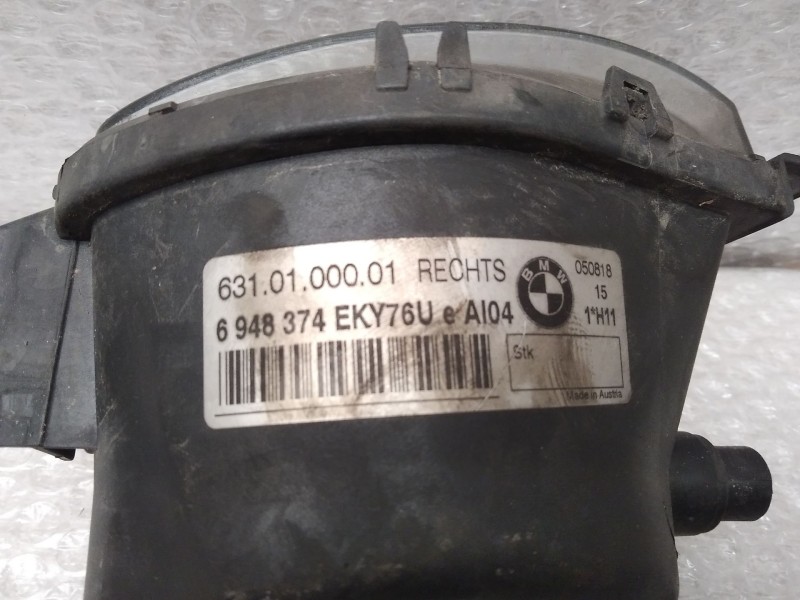 631.01.000.01 RECHTS
6 948 374 EKY76U e AI04
BMW
050818
15
1*H11
Stk
Made in Austria